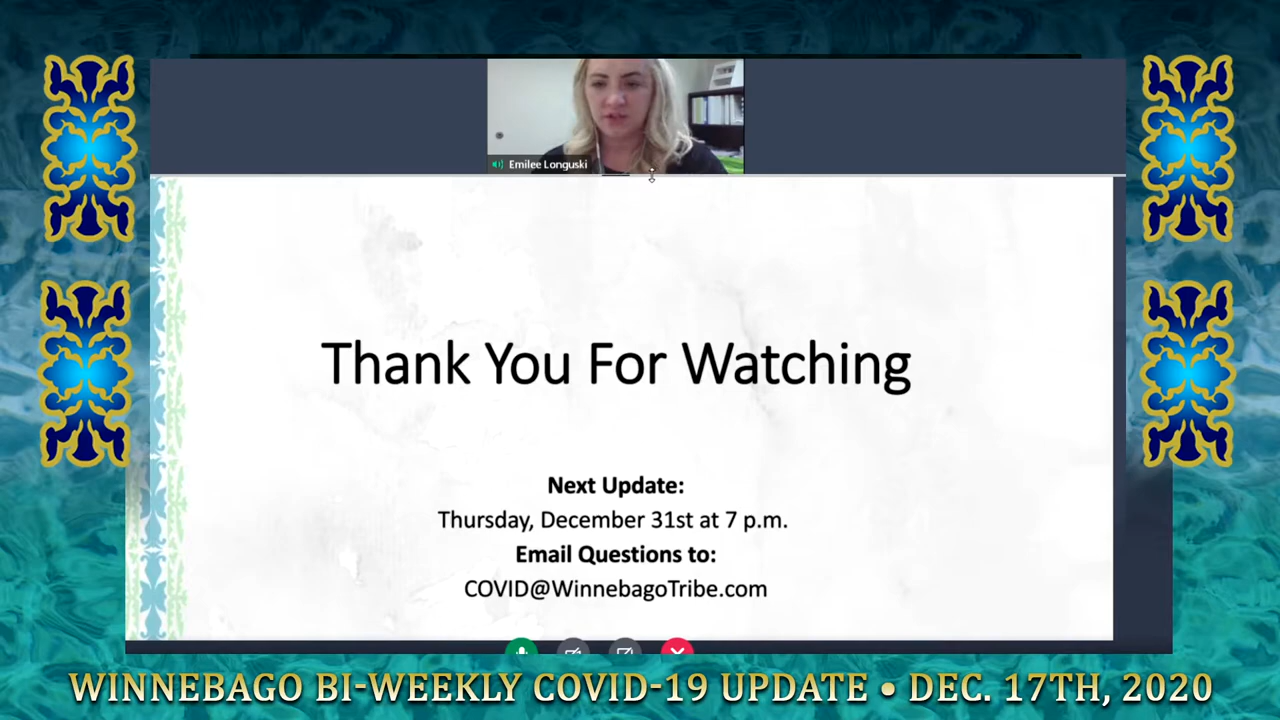 Emilee Longuski
Thank You For Watching
Next Update:
Thursday, December 31st at 7 p.m.
Email Questions to:
COVID@WinnebagoTribe.com
WINNEBAGO BI-WEEKLY COVID-19 UPDATE • DEC. 17TH, 2020